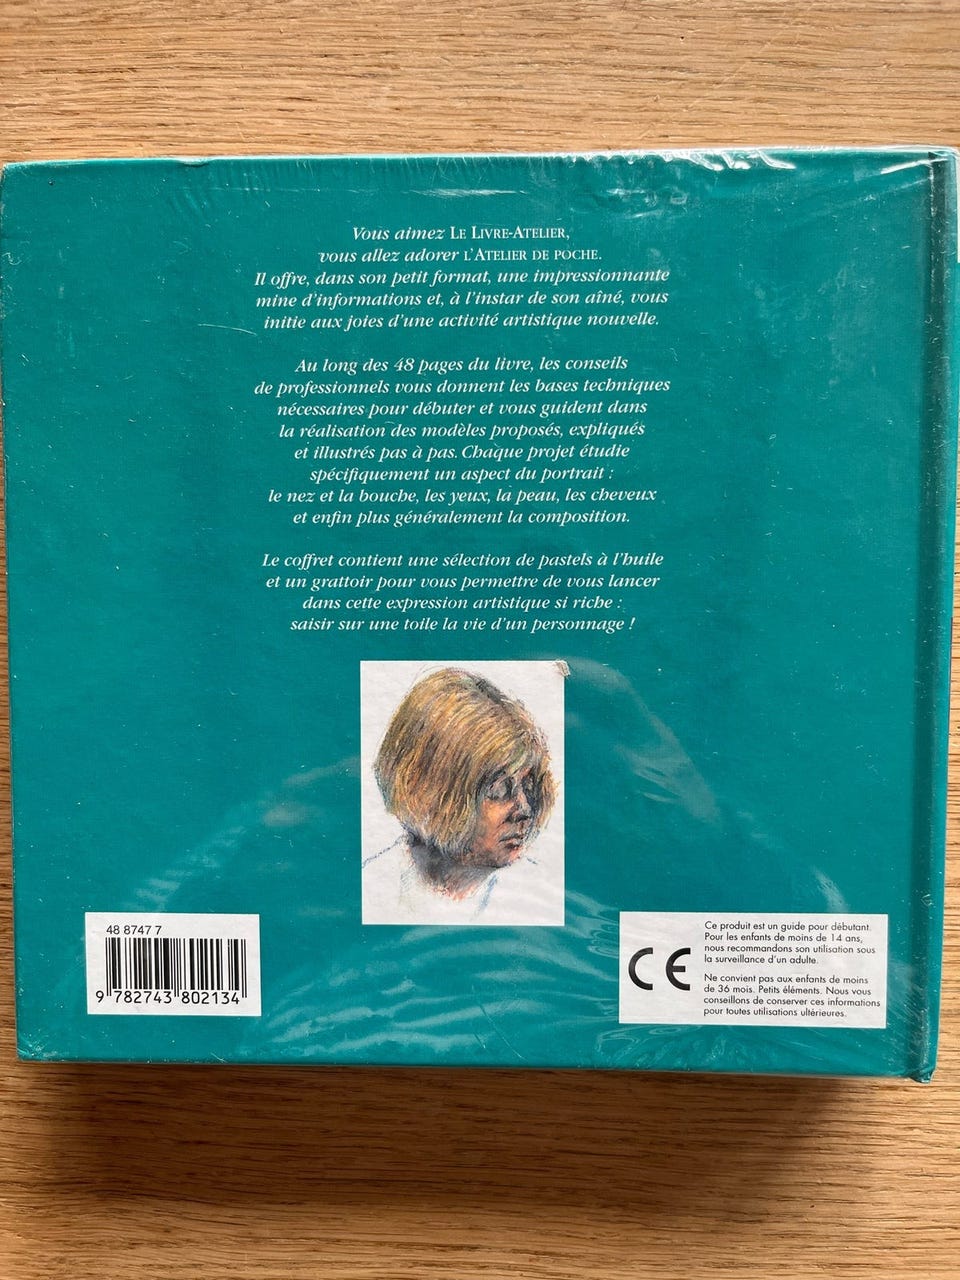 Vous aimez LE LIVRE-ATELIER,
vous allez adorer L'ATELIER DE POCHE.
Il offre, dans son petit format, une impressionnante
mine d'informations et, à l'instar de son aîné, vous
initie aux joies d'une activité artistique nouvelle.
Au long des 48 pages du livre, les conseils
de professionnels vous donnent les bases techniques
nécessaires pour débuter et vous guident dans
la réalisation des modèles proposés, expliqués
et illustrés pas à pas. Chaque projet étudie
spécifiquement un aspect du portrait :
le nez et la bouche, les yeux, la peau, les cheveux
et enfin plus généralement la composition.
Le coffret contient une sélection de pastels à l'huile
et un grattoir pour vous permettre de vous lancer
dans cette expression artistique si riche :
saisir sur une toile la vie d'un personnage !
48 8747 7
9 782743 802134
CE
Ce produit est un guide pour débutant.
Pour les enfants de moins de 14 ans,
nous recommandons son utilisation sous
la surveillance d'un adulte.
Ne convient pas aux enfants de moins
de 36 mois. Petits éléments. Nous vous
conseillons de conserver ces informations
pour toutes utilisations ultérieures.